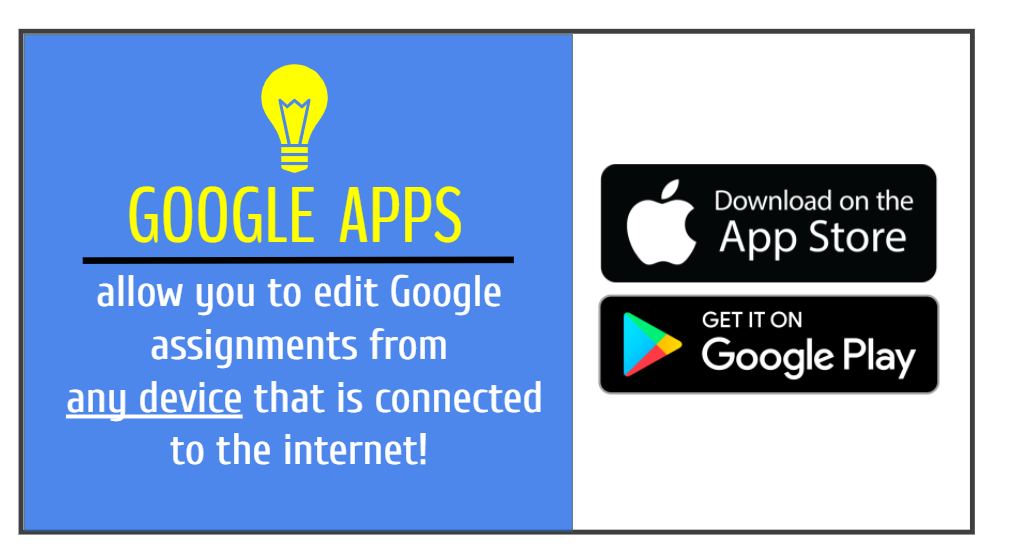 GOOGLE APPS
allow you to edit Google
assignments from
any device that is connected
to the internet!
Download on the
App Store
GET IT ON
Google Play